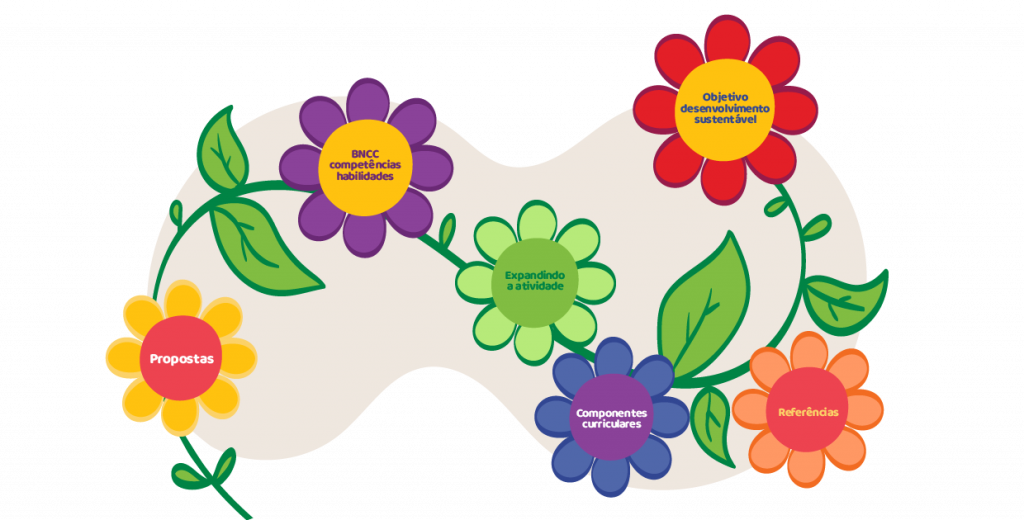 Objetivo
desenvolvimento
sustentável
BNCC
competências
habilidades
Expandindo
a atividade
Propostas
Componentes
curriculares
Referências